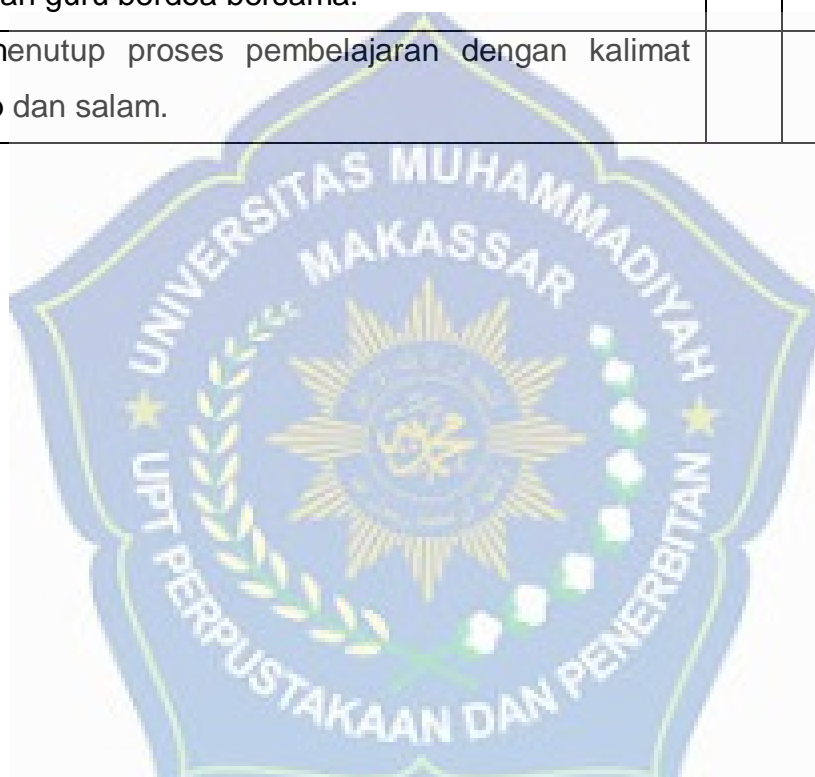 an guru berdoa bersama.
menutup proses pembelajaran dengan kalimat
dan salam.
UNIVERSITAS MUHAMMADIYAH
MAKASSAR
UPT PERPUSTAKAAN DAN PENERBITAN